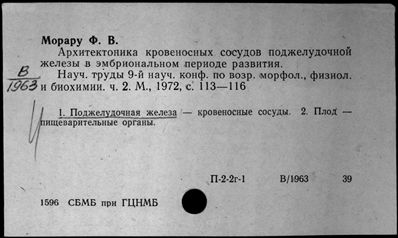 Морару Ф. В.
Архитектоника кровеносных сосудов поджелудочной
железы в эмбриональном периоде развития.
Науч. труды 9-й науч. конф. по возр. морфол., физиол.
и биохимии. ч. 2. М., 1972, с. 113—116
В
1963
1. Поджелудочная железа — кровеносные сосуды. 2. Плод —
пищеварительные органы.
П-2-2г-1 В/1963 39
1596 СБМБ при ГЦНМБ